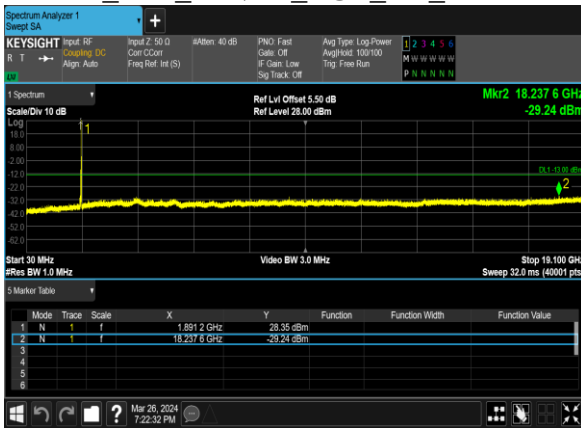 Spectrum Analyzer 1
Swept SA
+
KEYSIGHT Input: RF Input Z: 50 Ω #Atten: 40 dB PNO: Fast Avg Type: Log-Power 1 2 3 4 5 6
R T Coupling: DC Corr CCorr Gate: Off Avg|Hold: 100/100 M W W W W W
Align: Auto Freq Ref: Int (S) IF Gain: Low Trig: Free Run
LV Sig Track: Off P N N N N N
1 Spectrum Mkr2 18.237 6 GHz
Ref Lvl Offset 5.50 dB
Scale/Div 10 dB Ref Level 28.00 dBm -29.24 dBm
Log
18.0 1
8.00
-2.00
-12.0 DL1 -13.00 dBm
-22.0 2
-32.0
-42.0
-52.0
-62.0
Start 30 MHz Video BW 3.0 MHz Stop 19.100 GHz
#Res BW 1.0 MHz Sweep 32.0 ms (40001 pts)
5 Marker Table
Mode Trace Scale X Y Function Function Width Function Value
1 N 1 f 1.891 2 GHz 28.35 dBm
2 N 1 f 18.237 6 GHz -29.24 dBm
3
4
5
6
? Mar 26, 2024
7:22:32 PM